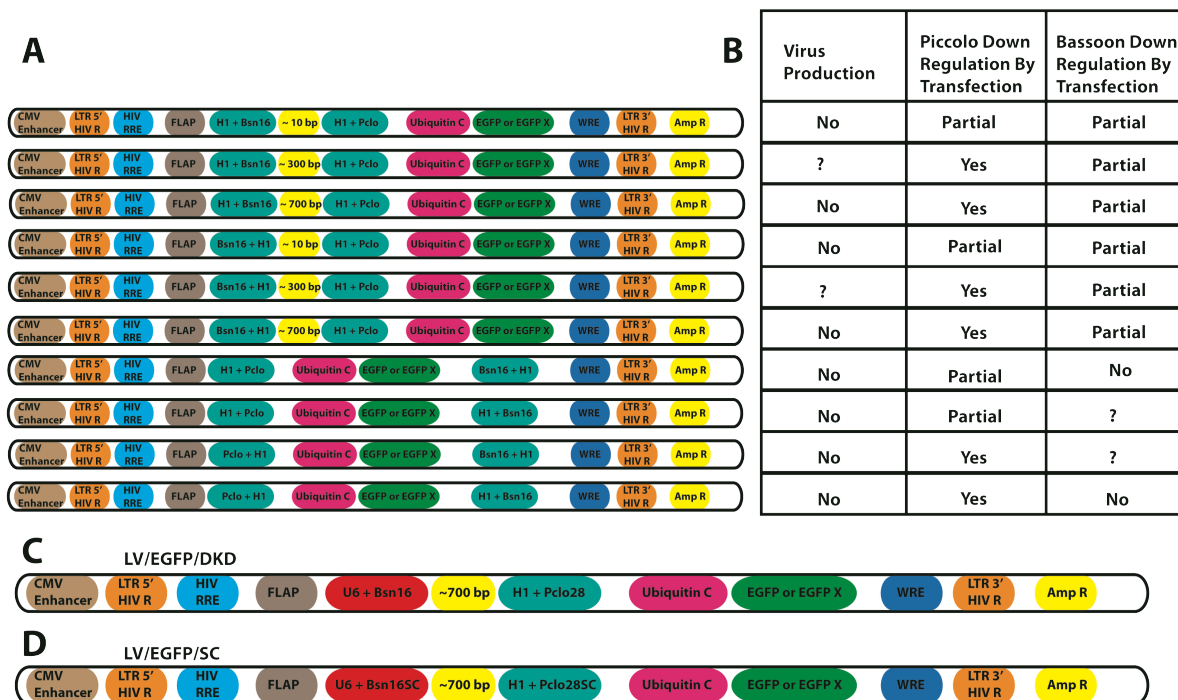 A
B
Virus
Production
Piccolo Down
Regulation By
Transfection
Bassoon Down
Regulation By
Transfection
CMV
Enhancer
LTR 5'
HIV R
HIV
RRE
FLAP
H1 + Bsn16
~ 10 bp
H1 + Pclo
Ubiquitin C
EGFP or EGFP X
WRE
LTR 3'
HIV R
Amp R
No
Partial
Partial
CMV
Enhancer
LTR 5'
HIV R
HIV
RRE
FLAP
H1 + Bsn16
~ 300 bp
H1 + Pclo
Ubiquitin C
EGFP or EGFP X
WRE
LTR 3'
HIV R
Amp R
?
Yes
Partial
CMV
Enhancer
LTR 5'
HIV R
HIV
RRE
FLAP
H1 + Bsn16
~ 700 bp
H1 + Pclo
Ubiquitin C
EGFP or EGFP X
WRE
LTR 3'
HIV R
Amp R
No
Yes
Partial
CMV
Enhancer
LTR 5'
HIV R
HIV
RRE
FLAP
Bsn16 + H1
~ 10 bp
H1 + Pclo
Ubiquitin C
EGFP or EGFP X
WRE
LTR 3'
HIV R
Amp R
No
Partial
Partial
CMV
Enhancer
LTR 5'
HIV R
HIV
RRE
FLAP
Bsn16 + H1
~ 300 bp
H1 + Pclo
Ubiquitin C
EGFP or EGFP X
WRE
LTR 3'
HIV R
Amp R
?
Yes
Partial
CMV
Enhancer
LTR 5'
HIV R
HIV
RRE
FLAP
Bsn16 + H1
~ 700 bp
H1 + Pclo
Ubiquitin C
EGFP or EGFP X
WRE
LTR 3'
HIV R
Amp R
No
Yes
Partial
CMV
Enhancer
LTR 5'
HIV R
HIV
RRE
FLAP
H1 + Pclo
Ubiquitin C
EGFP or EGFP X
Bsn16 + H1
WRE
LTR 3'
HIV R
Amp R
No
Partial
No
CMV
Enhancer
LTR 5'
HIV R
HIV
RRE
FLAP
H1 + Pclo
Ubiquitin C
EGFP or EGFP X
H1 + Bsn16
WRE
LTR 3'
HIV R
Amp R
No
Partial
?
CMV
Enhancer
LTR 5'
HIV R
HIV
RRE
FLAP
Pclo + H1
Ubiquitin C
EGFP or EGFP X
Bsn16 + H1
WRE
LTR 3'
HIV R
Amp R
No
Yes
?
CMV
Enhancer
LTR 5'
HIV R
HIV
RRE
FLAP
Pclo + H1
Ubiquitin C
EGFP or EGFP X
H1 + Bsn16
WRE
LTR 3'
HIV R
Amp R
No
Yes
No
C
LV/EGFP/DKD
CMV
Enhancer
LTR 5'
HIV R
HIV
RRE
FLAP
U6 + Bsn16
~700 bp
H1 + Pclo28
Ubiquitin C
EGFP or EGFP X
WRE
LTR 3'
HIV R
Amp R
D
LV/EGFP/SC
CMV
Enhancer
LTR 5'
HIV R
HIV
RRE
FLAP
U6 + Bsn16SC
~700 bp
H1 + Pclo28SC
Ubiquitin C
EGFP or EGFP X
WRE
LTR 3'
HIV R
Amp R